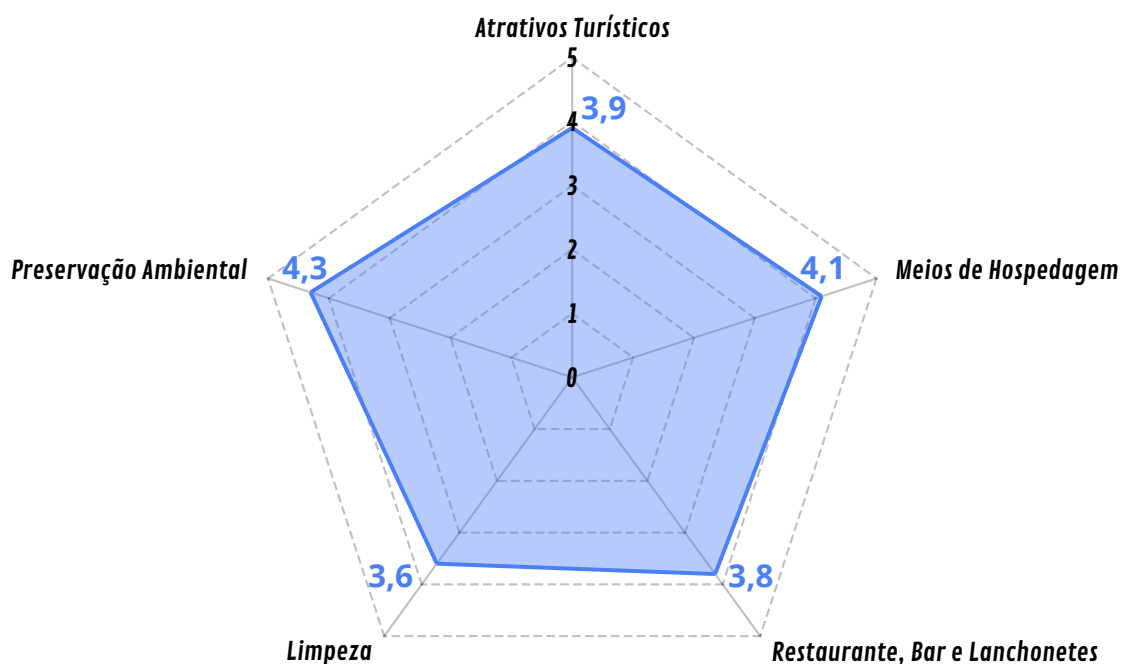 Atrativos Turísticos
5
3,9
4
3
Preservação Ambiental
4,3
4,1
Meios de Hospedagem
2
1
0
3,6
3,8
Limpeza
Restaurante, Bar e Lanchonetes